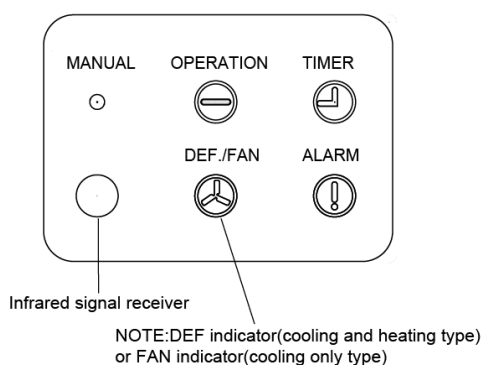 MANUAL OPERATION TIMER
DEF./FAN ALARM
Infrared signal receiver
NOTE:DEF indicator(cooling and heating type)
or FAN indicator(cooling only type)